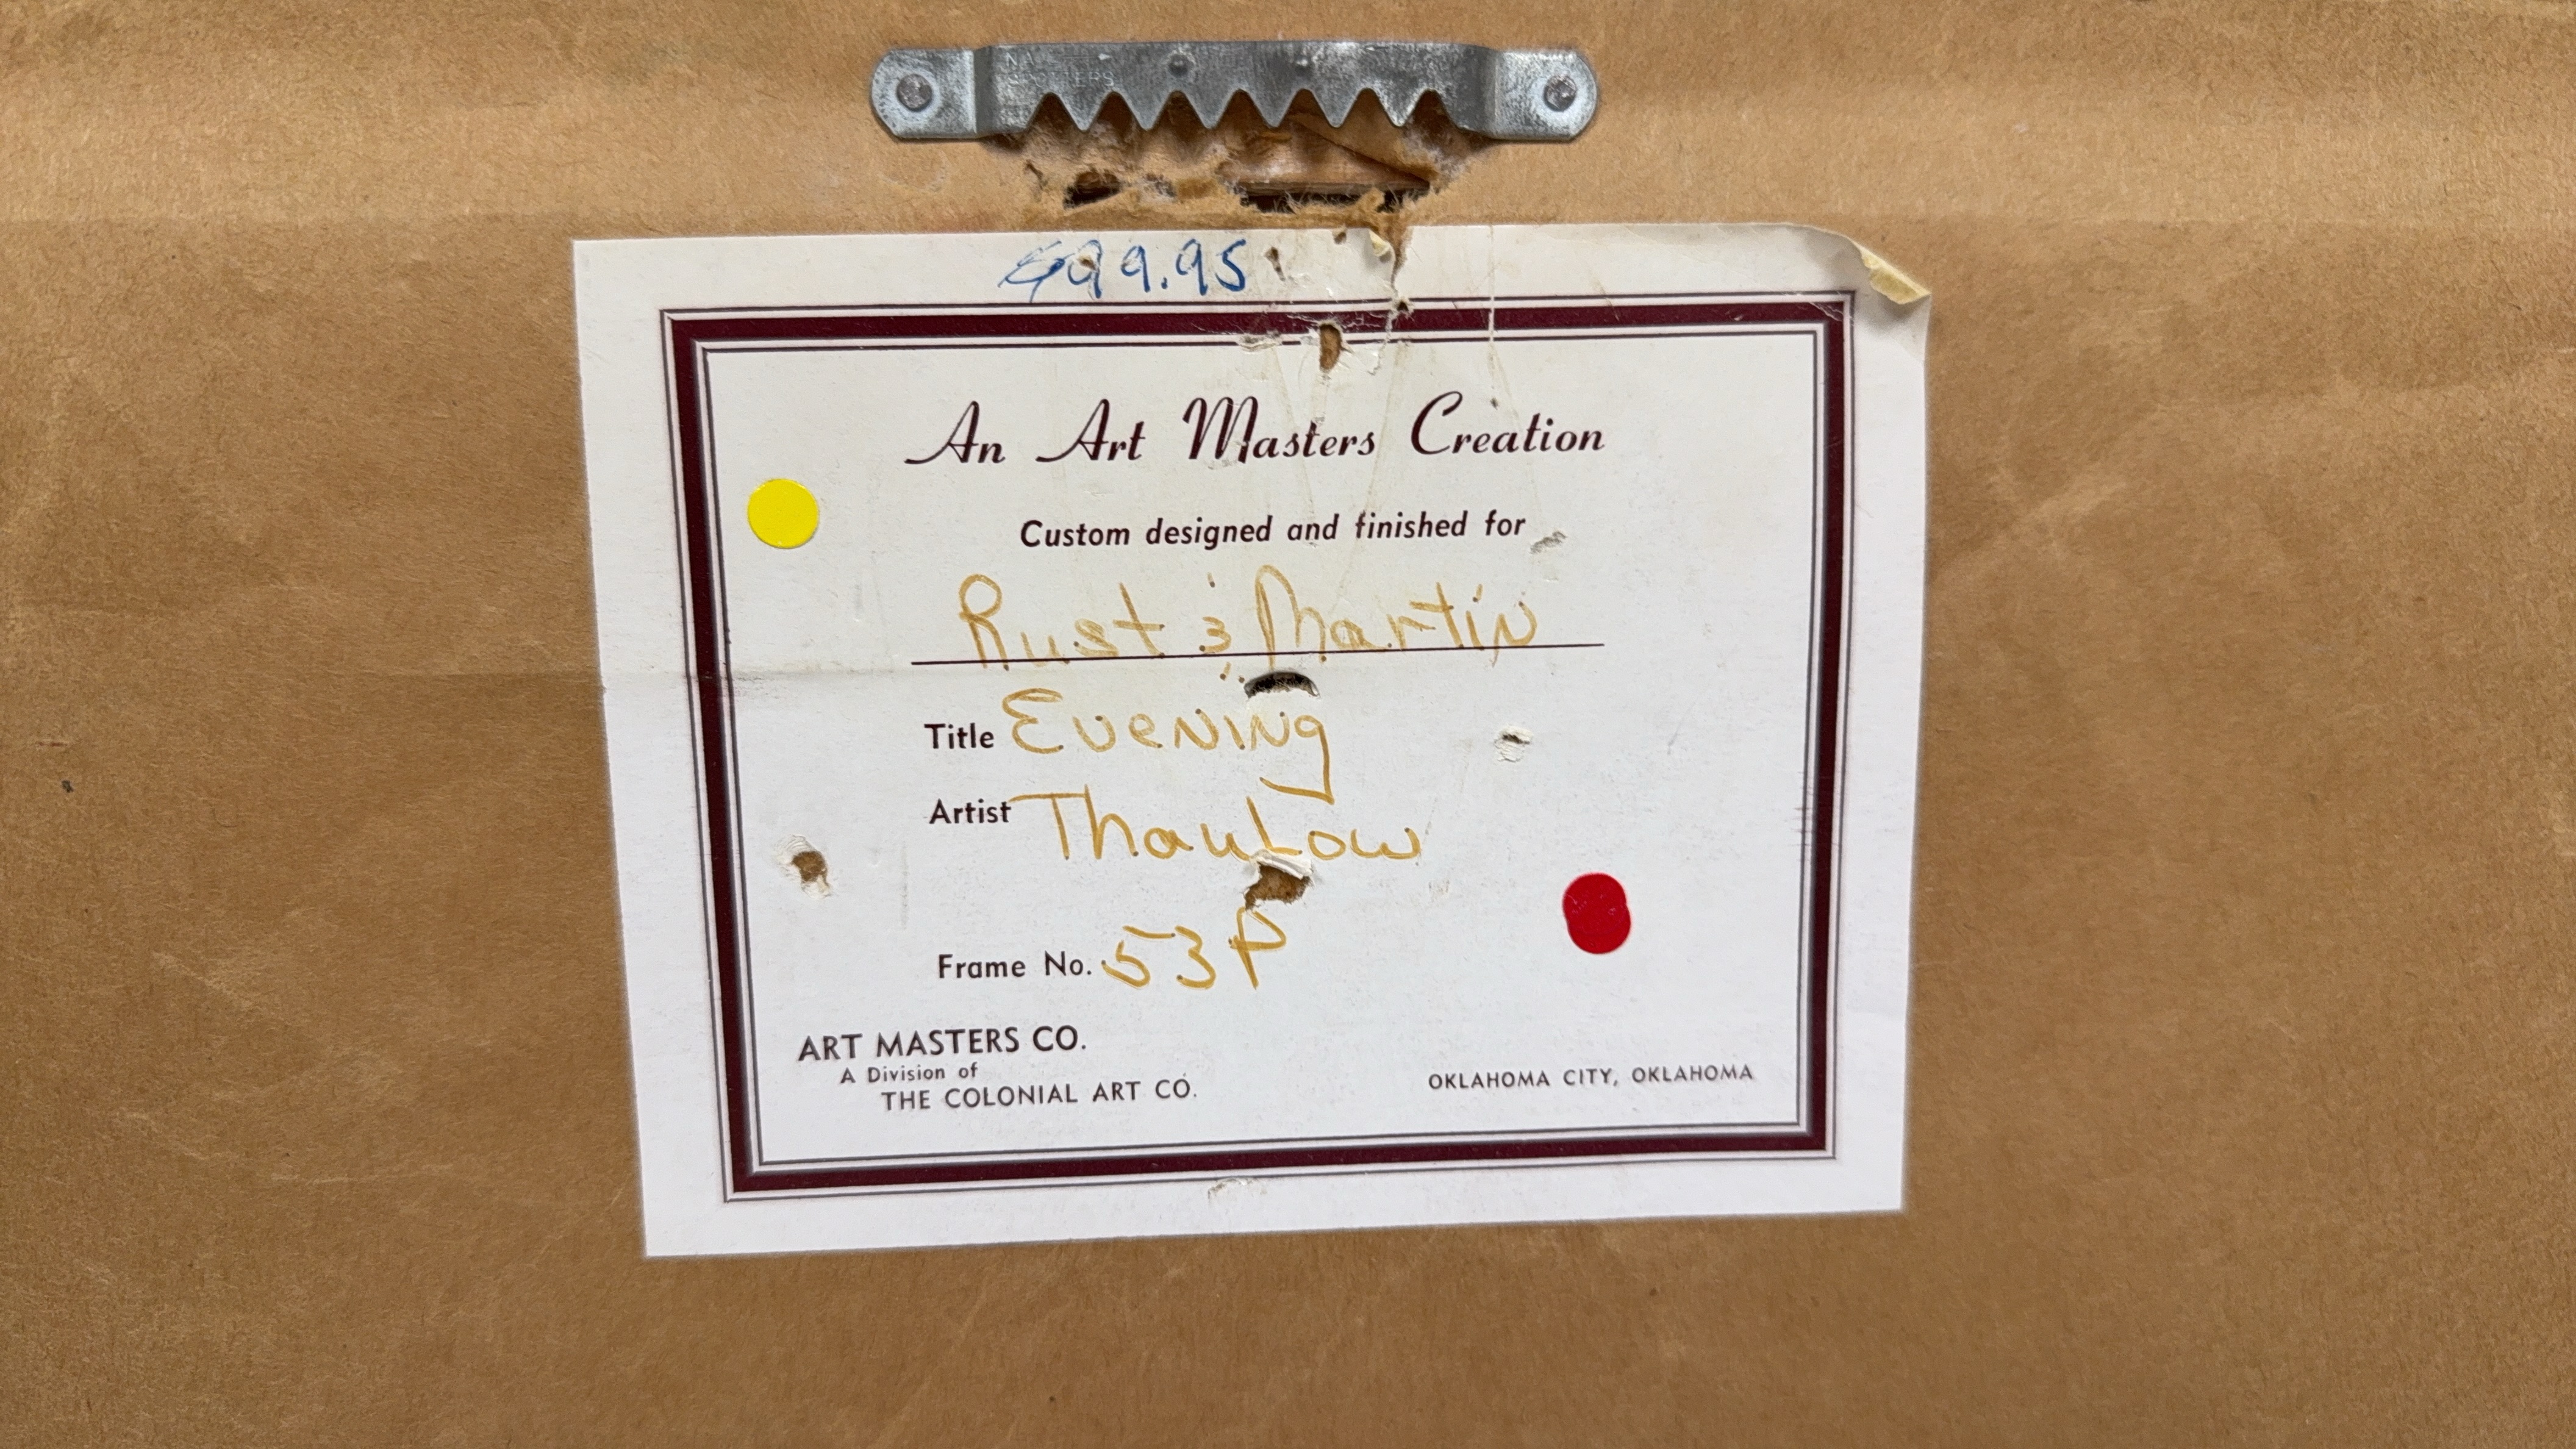 99.95
An Art Masters Creation
Custom designed and finished for
Rust & Martin
Title Evening
Artist Thaulow
Frame No. 53P
ART MASTERS CO.
A Division of
THE COLONIAL ART CO.
OKLAHOMA CITY, OKLAHOMA